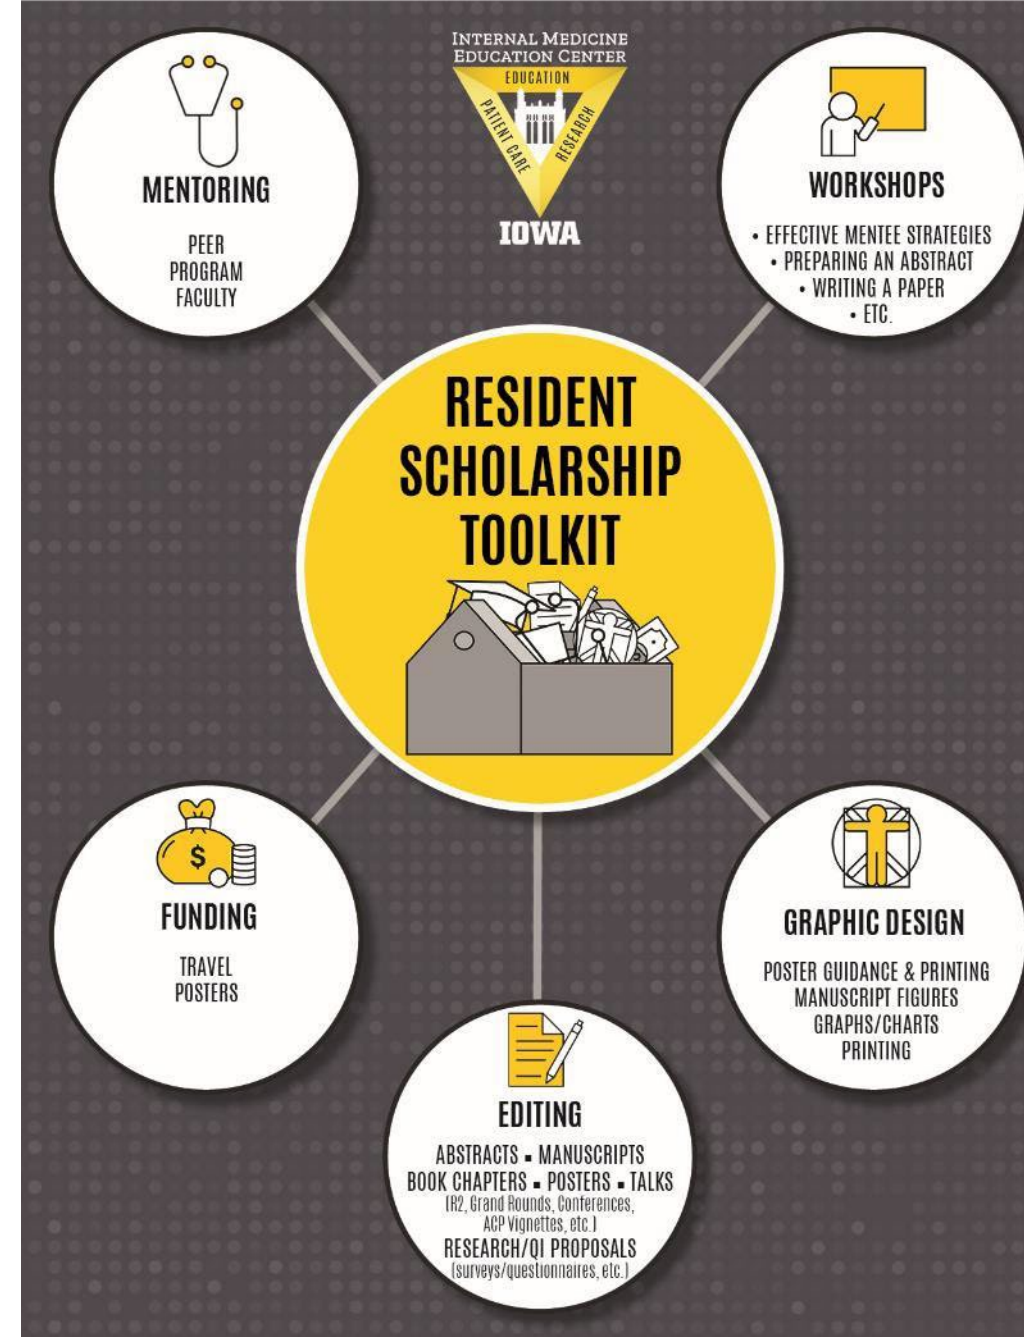 INTERNAL MEDICINE
EDUCATION CENTER
EDUCATION
PATIENT CARE
RESEARCH
IOWA
MENTORING
PEER
PROGRAM
FACULTY
WORKSHOPS
• EFFECTIVE MENTEE STRATEGIES
• PREPARING AN ABSTRACT
• WRITING A PAPER
• ETC.
RESIDENT
SCHOLARSHIP
TOOLKIT
$
FUNDING
TRAVEL
POSTERS
GRAPHIC DESIGN
POSTER GUIDANCE & PRINTING
MANUSCRIPT FIGURES
GRAPHS/CHARTS
PRINTING
EDITING
ABSTRACTS ▪ MANUSCRIPTS
BOOK CHAPTERS ▪ POSTERS ▪ TALKS
(R2, Grand Rounds, Conferences,
ACP Vignettes, etc.)
RESEARCH/QI PROPOSALS
(surveys/questionnaires, etc.)